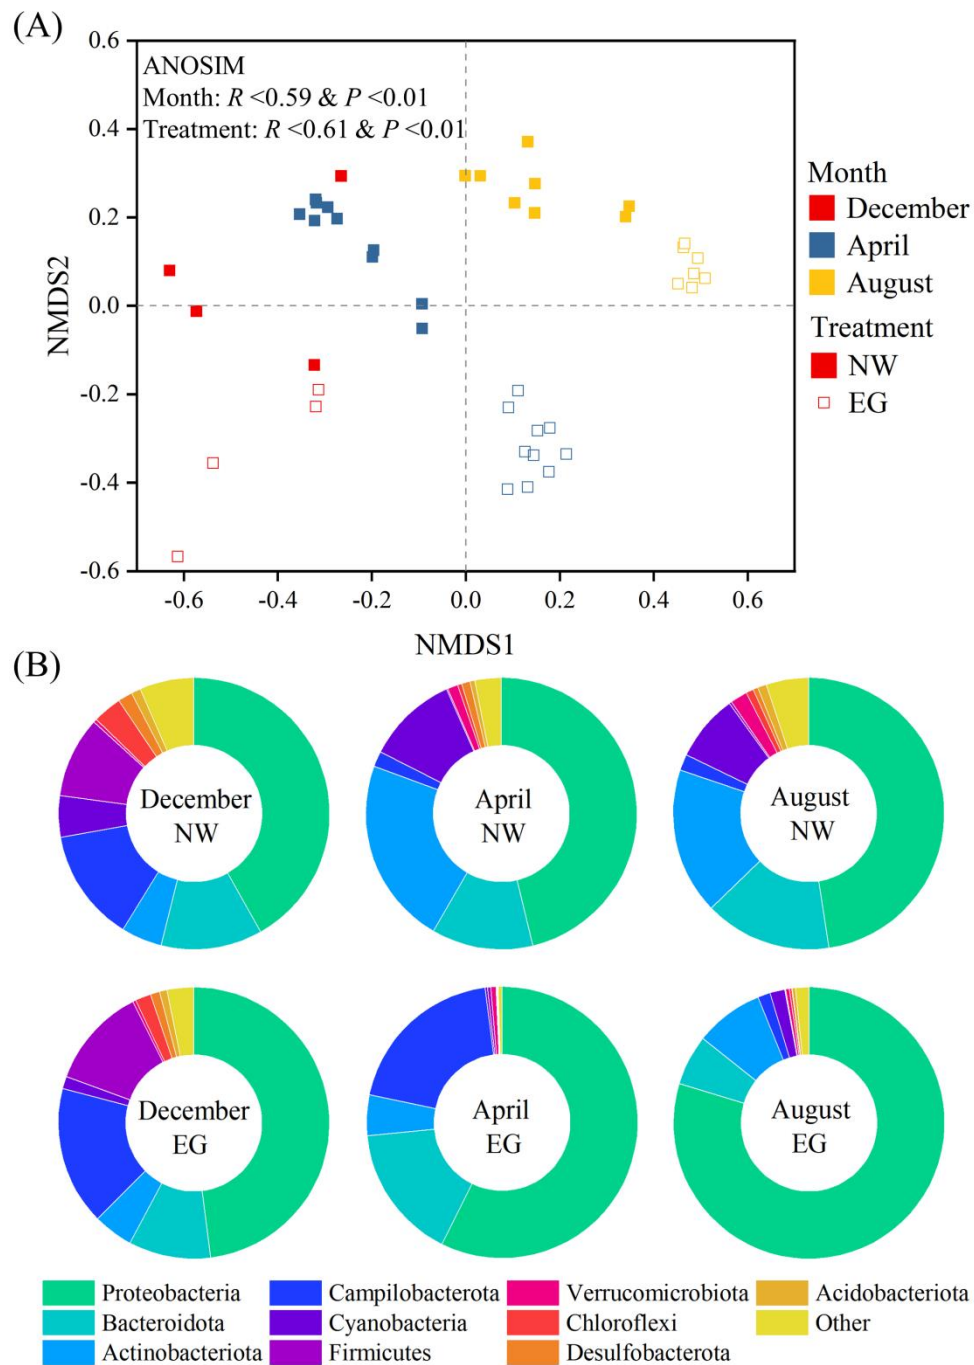 (A)
0.6
0.4
0.2
0.0
-0.2
-0.4
-0.6
NMDS2
ANOSIM
Month: R <0.59 & P <0.01
Treatment: R <0.61 & P <0.01
Month
December
April
August
Treatment
NW
EG
-0.6 -0.4 -0.2 0.0 0.2 0.4 0.6
NMDS1
(B)
December
NW
April
NW
August
NW
December
EG
April
EG
August
EG
Proteobacteria Campilobacterota Verrucomicrobiota Acidobacteriota
Bacteroidota Cyanobacteria Chloroflexi Other
Actinobacteriota Firmicutes Desulfobacterota